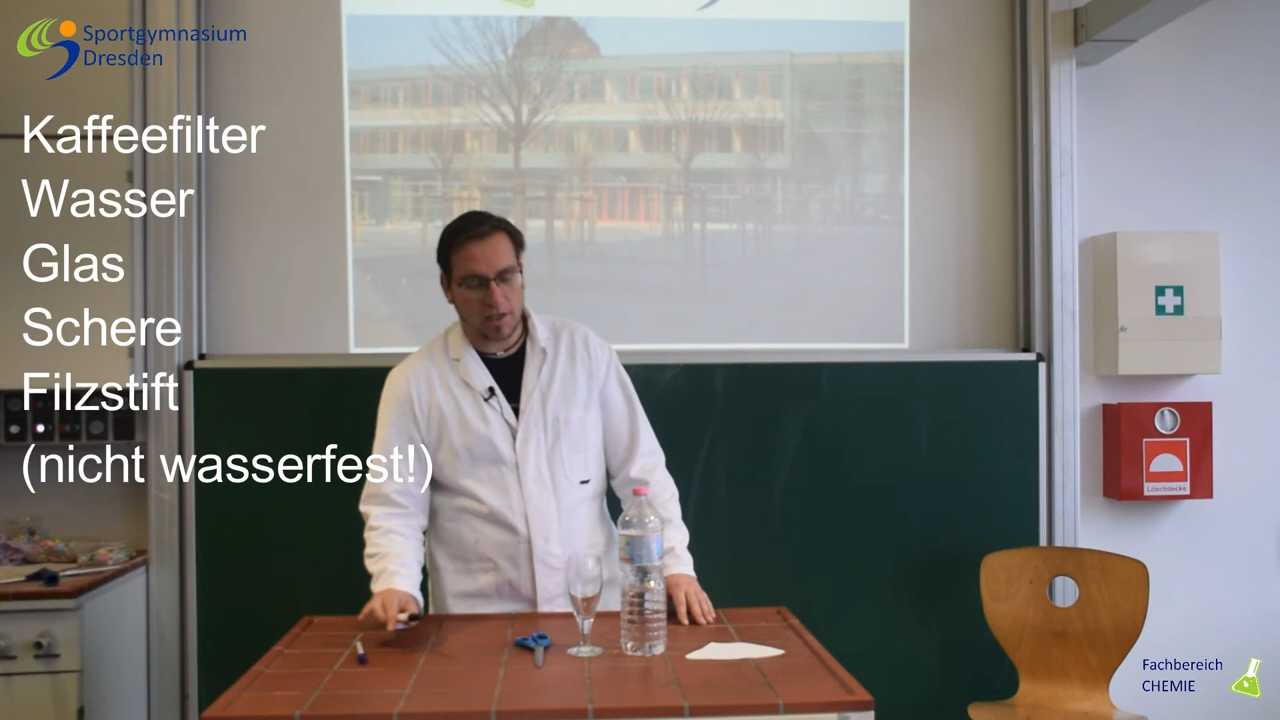 Sportgymnasium
Dresden
Kaffeefilter
Wasser
Glas
Schere
Filzstift
(nicht wasserfest!)
Löschdecke
Fachbereich
CHEMIE